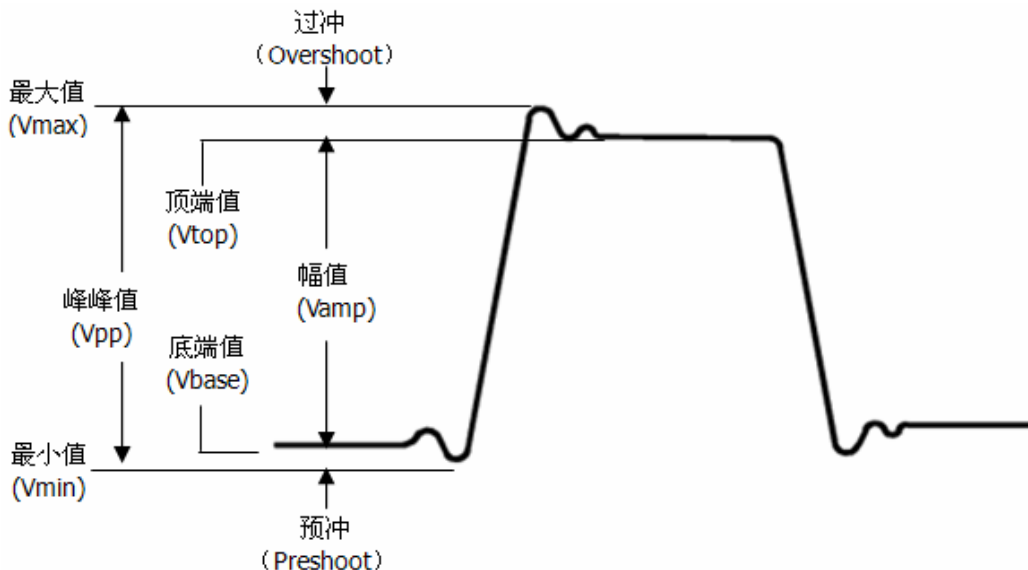 过冲
（Overshoot)
最大值
(Vmax)
顶端值
(Vtop)
幅值
(Vamp)
峰峰值
(Vpp)
底端值
(Vbase)
最小值
(Vmin)
预冲
（Preshoot)